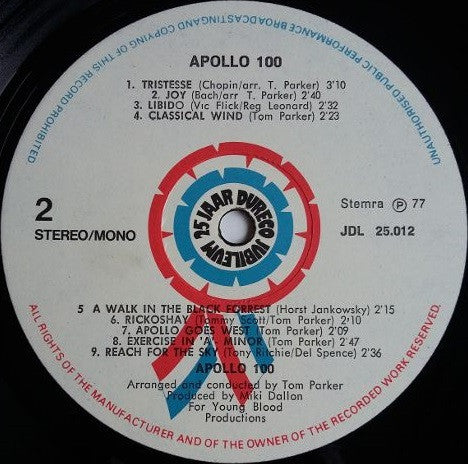 UNAUTHORISED PUBLIC PERFORMANCE BROADCASTING AND COPYING OF THIS RECORD PROHIBITED
APOLLO 100
1. TRISTESSE (Chopin/arr. T. Parker) 3'10
2. JOY (Bach/arr T. Parker) 2'40
3. LIBIDO (Vic Flick/Reg Leonard) 2'32
4. CLASSICAL WIND (Tom Parker) 2'23
25 JAAR DURECO JUBILEUM
2
STEREO/MONO
Stemra Ⓟ 77
JDL 25.012
5 A WALK IN THE BLACK FORREST (Horst Jankowsky) 2'15
6. RICKOSHAY (Tommy Scott/Tom Parker) 2'10
7. APOLLO GOES WEST (Tom Parker) 2'09
8. EXERCISE IN 'A' MINOR (Tom Parker) 2'47
9. REACH FOR THE SKY (Tony Ritchie/Del Spence) 2'36
APOLLO 100
Arranged and conducted by Tom Parker
Produced by Miki Dallon
For Young Blood
Productions
ALL RIGHTS OF THE MANUFACTURER AND OF THE OWNER OF THE RECORDED WORK RESERVED.